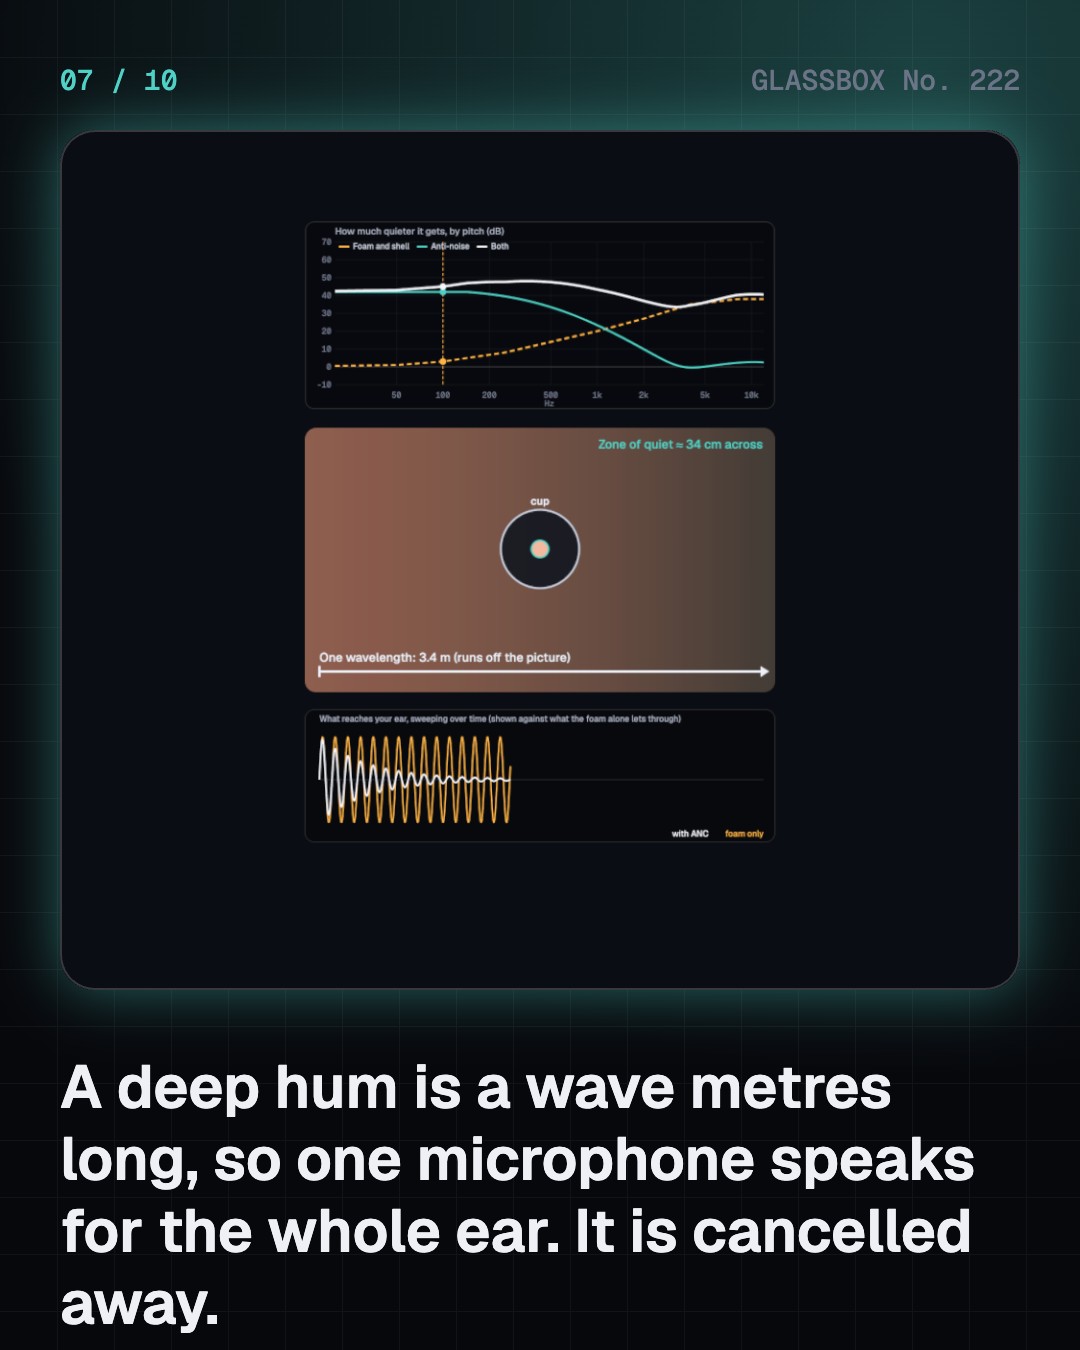 07 / 10
GLASSBOX No. 222
How much quieter it gets, by pitch (dB)
Foam and shell Anti-noise Both
70
60
50
40
30
20
10
0
-10
50 100 200 500 1k 2k 5k 10k
Hz
Zone of quiet ≈ 34 cm across
cup
One wavelength: 3.4 m (runs off the picture)
What reaches your ear, sweeping over time (shown against what the foam alone lets through)
with ANC foam only
A deep hum is a wave metres
long, so one microphone speaks
for the whole ear. It is cancelled
away.